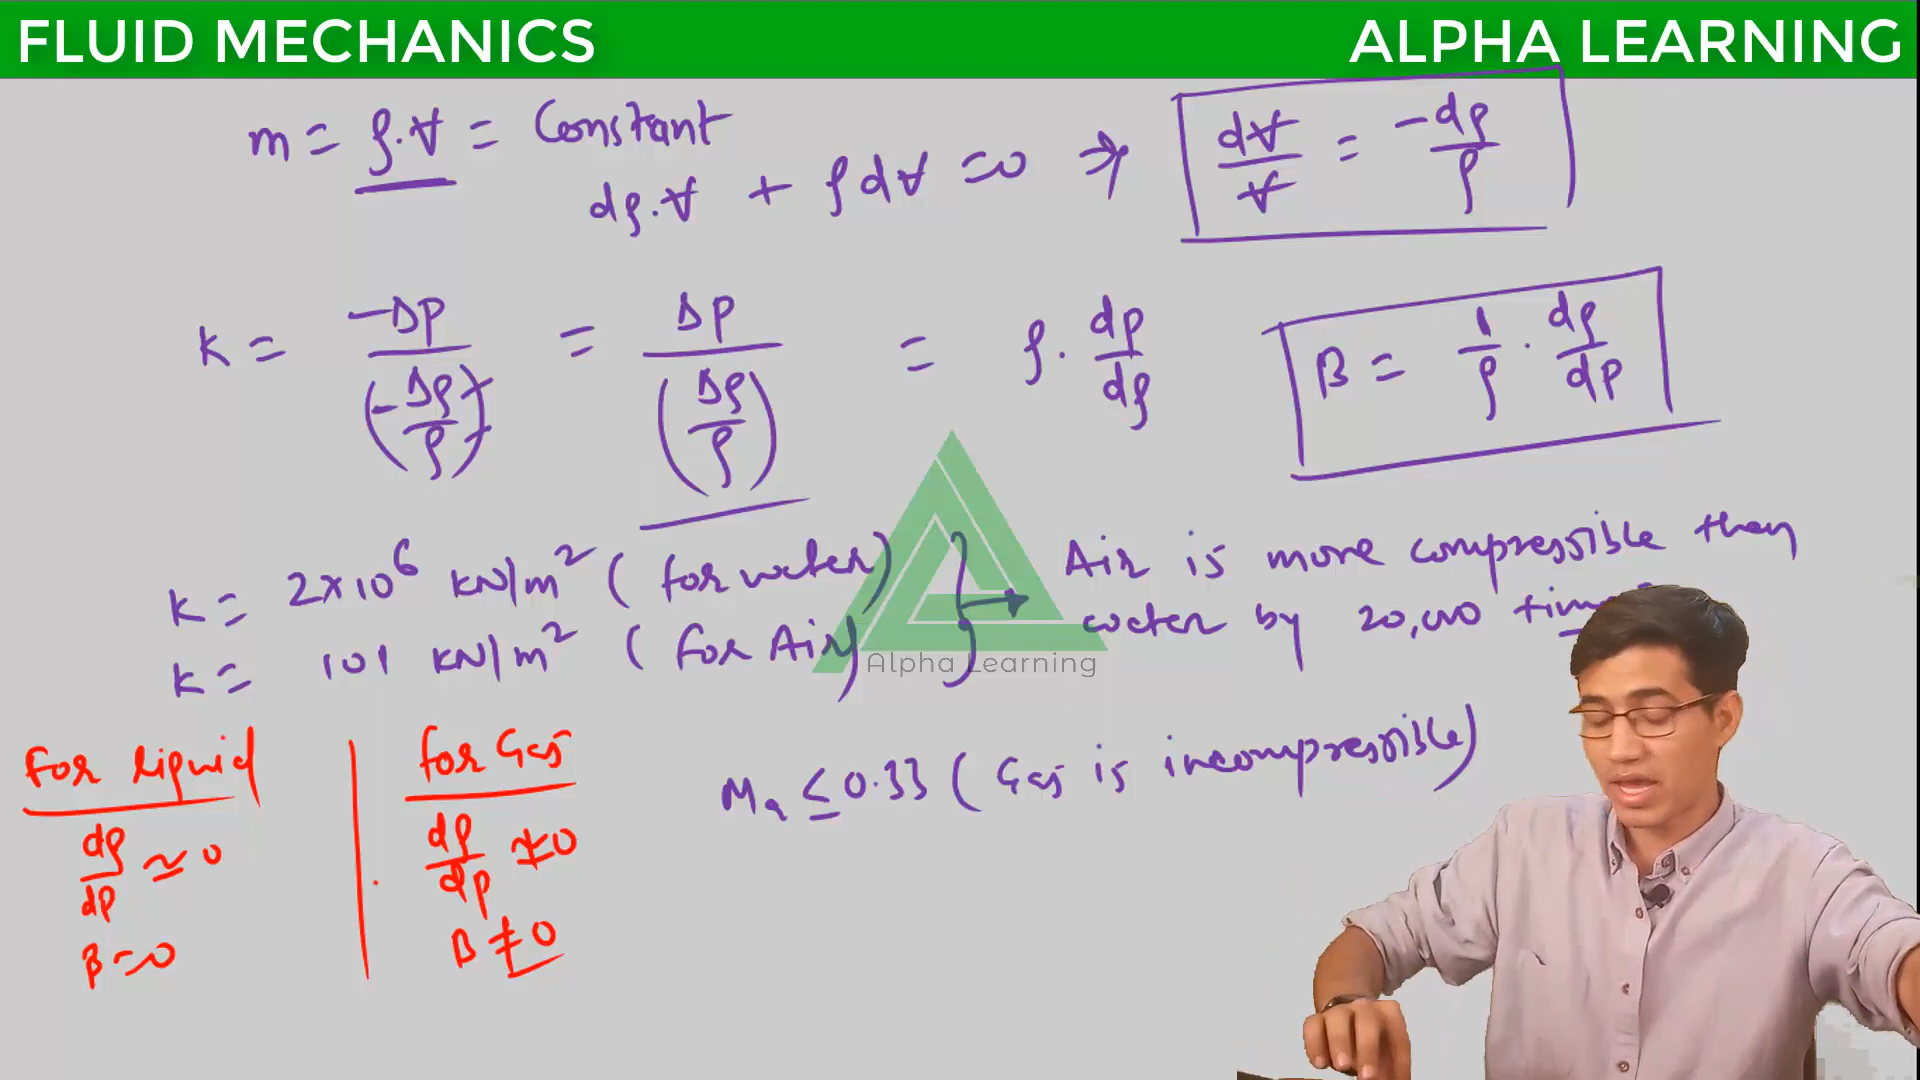 FLUID MECHANICS
ALPHA LEARNING
m = ρ.V = Constant
dρ.V + ρdV = 0 ⇒ dV/V = -dρ/ρ
K = -ΔP/(-Δρ/ρ) = ΔP/(Δρ/ρ) = ρ. dP/dρ
B = 1/ρ . dρ/dP
K = 2×10⁶ KN/m² (for water)
K = 101 KN/m² (for Air)
Air is more compressible than
water by 20,000 times
Alpha Learning
For Liquid
dρ/dP ≃ 0
β = 0
for Gas
dρ/dP ≄ 0
B ≠ 0
Ma ≤ 0.33 (Gas is incompressible)